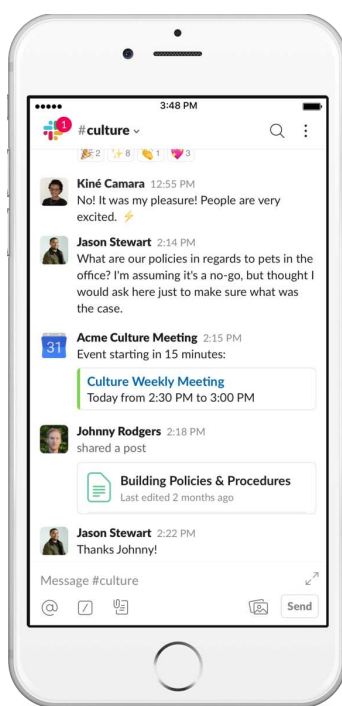 3:48 PM
1
#culture
2 8 1 3
Kiné Camara 12:55 PM
No! It was my pleasure! People are very
excited.
Jason Stewart 2:14 PM
What are our policies in regards to pets in the
office? I'm assuming it's a no-go, but thought I
would ask here just to make sure what was
the case.
31
Acme Culture Meeting 2:15 PM
Event starting in 15 minutes:
Culture Weekly Meeting
Today from 2:30 PM to 3:00 PM
Johnny Rodgers 2:18 PM
shared a post
Building Policies & Procedures
Last edited 2 months ago
Jason Stewart 2:22 PM
Thanks Johnny!
Message #culture
@ / Send